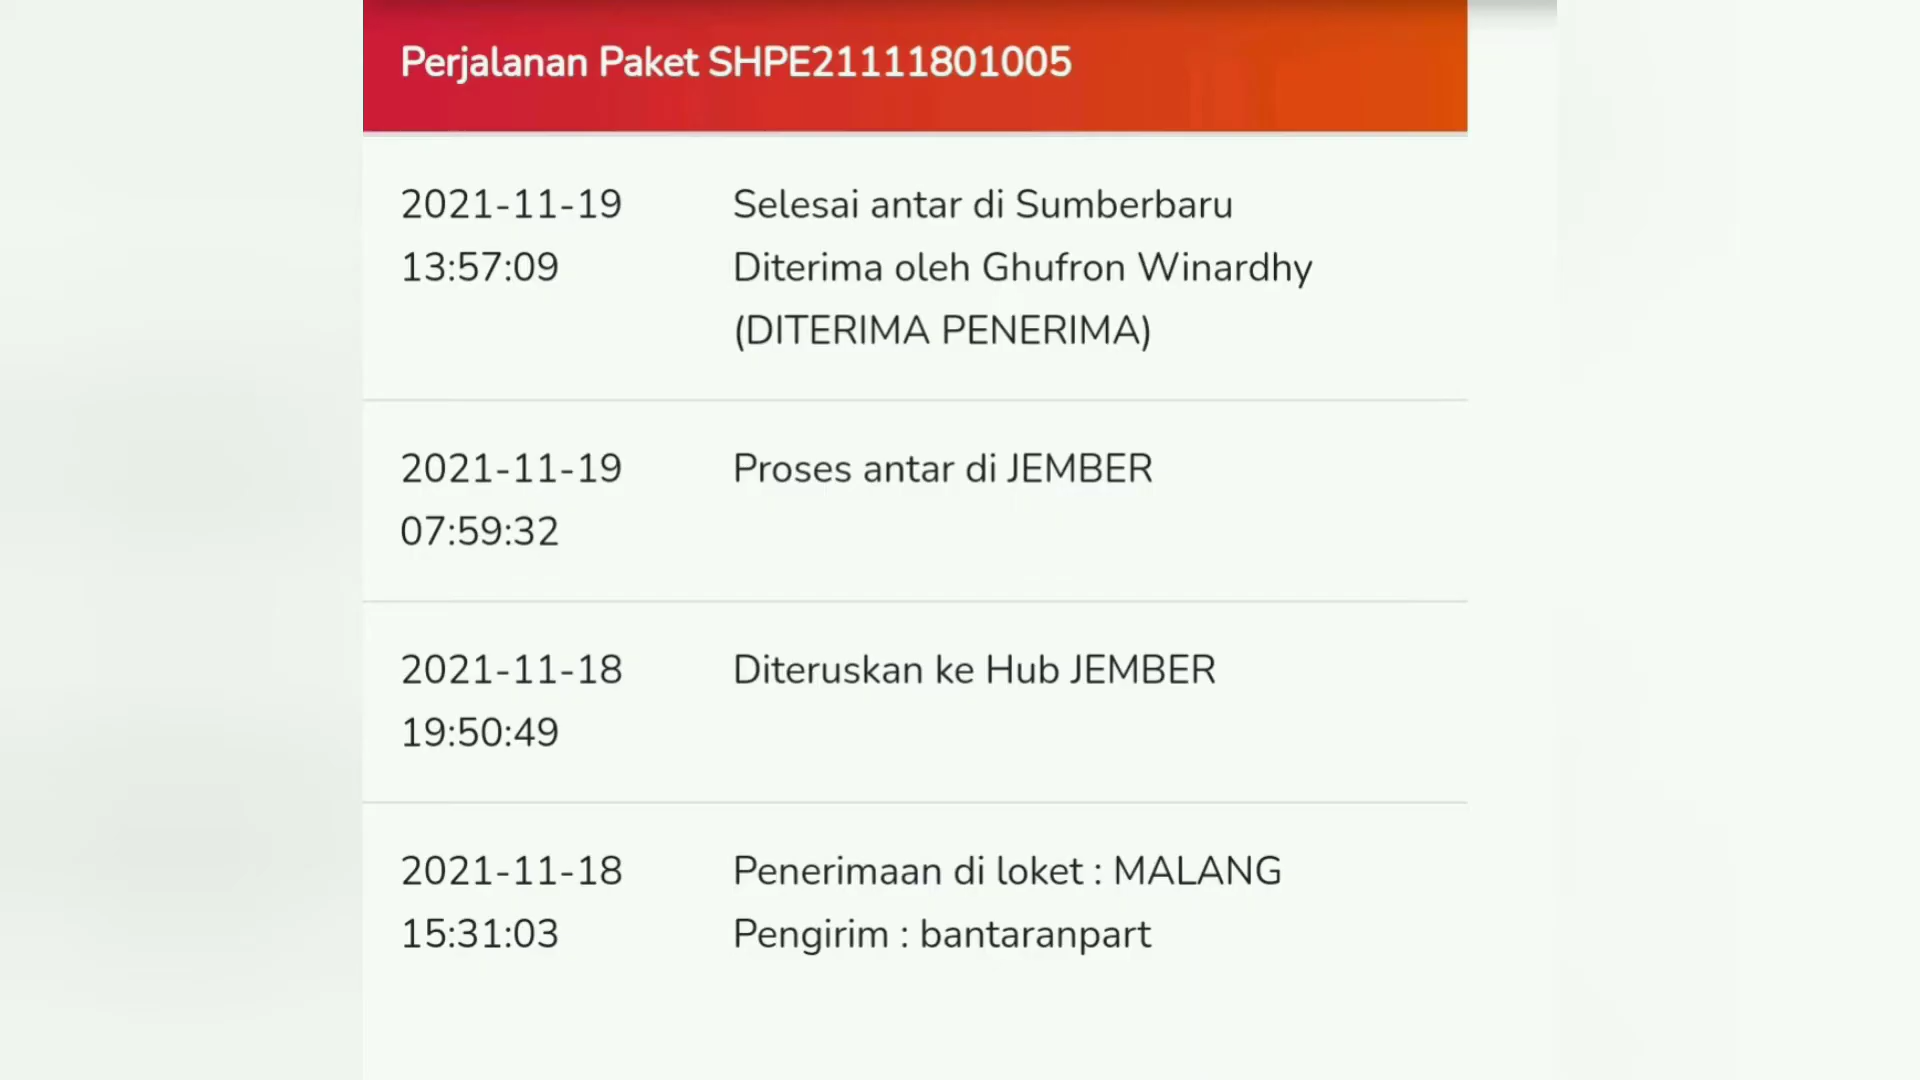 Perjalanan Paket SHPE21111801005
2021-11-19
13:57:09
Selesai antar di Sumberbaru
Diterima oleh Ghufron Winardhy
(DITERIMA PENERIMA)
2021-11-19
07:59:32
Proses antar di JEMBER
2021-11-18
19:50:49
Diteruskan ke Hub JEMBER
2021-11-18
15:31:03
Penerimaan di loket : MALANG
Pengirim : bantaranpart